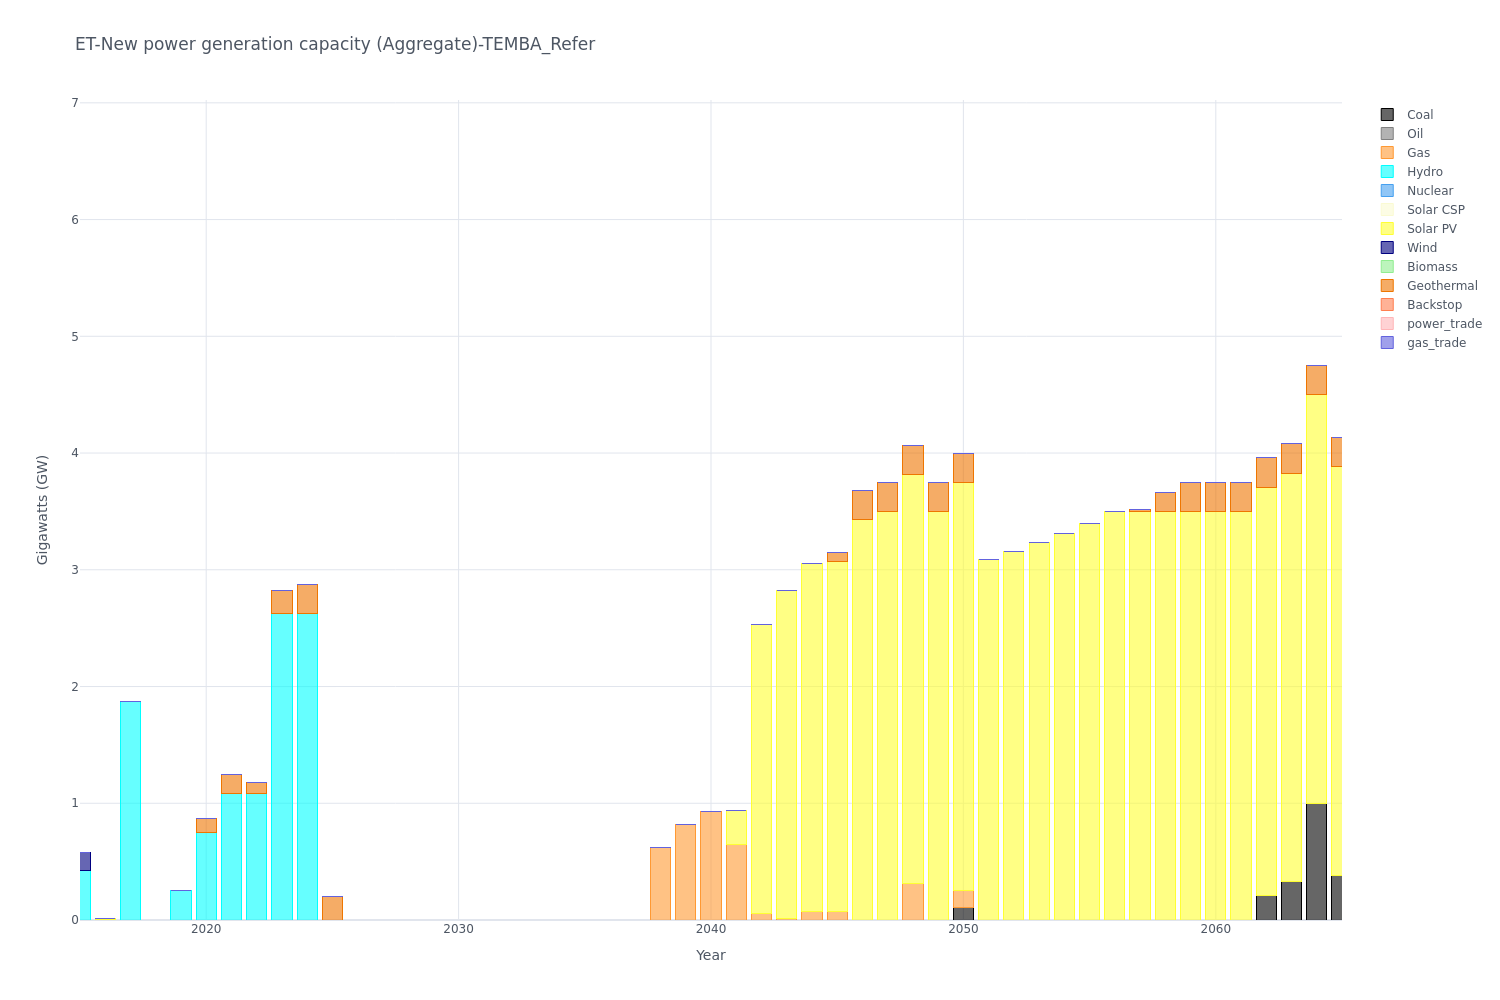 ET-New power generation capacity (Aggregate)-TEMBA_Refer
7
6
5
4
3
2
1
0
Gigawatts (GW)
2020
2030
2040
2050
2060
Year
Coal
Oil
Gas
Hydro
Nuclear
Solar CSP
Solar PV
Wind
Biomass
Geothermal
Backstop
power_trade
gas_trade